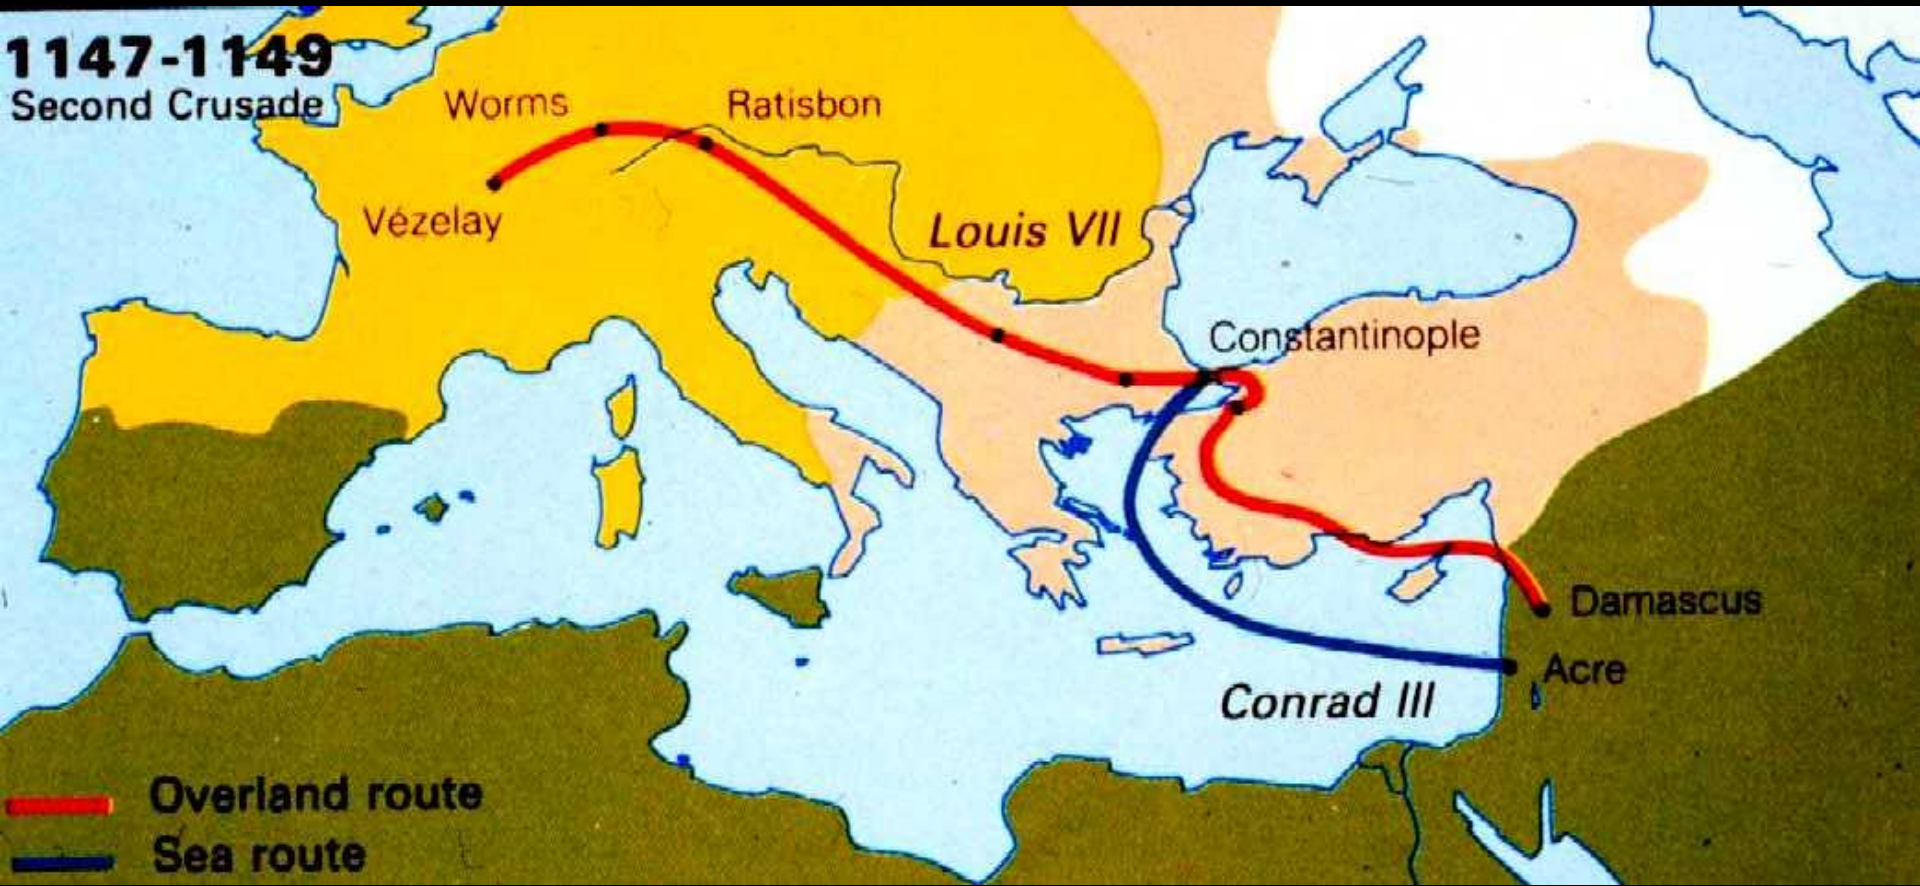 1147-1149
Second Crusade
Worms
Ratisbon
Vézelay
Louis VII
Constantinople
Damascus
Acre
Conrad III
Overland route
Sea route